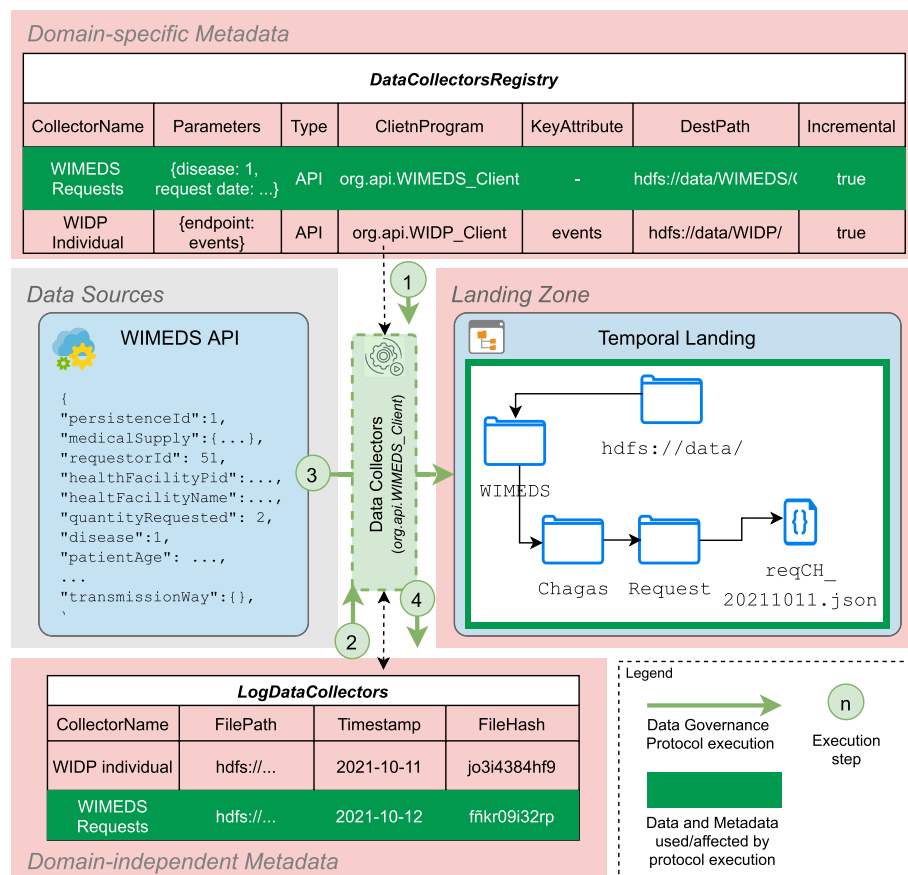 Domain-specific Metadata
DataCollectorsRegistry
CollectorName Parameters Type ClietnProgram KeyAttribute DestPath Incremental
WIMEDS Requests {disease: 1, request date: ...} API org.api.WIMEDS_Client - hdfs://data/WIMEDS/ true
WIDP Individual {endpoint: events} API org.api.WIDP_Client events hdfs://data/WIDP/ true
1
Data Sources
WIMEDS API
{
"persistenceId":1,
"medicalSupply":{...},
"requestorId": 51,
"healthFacilityPid":...,
"healtFacilityName":...,
"quantityRequested": 2,
"disease":1,
"patientAge": ...,
...
"transmissionWay":{},
3
Data Collectors
(org.api.WIMEDS_Client)
2
4
Landing Zone
Temporal Landing
hdfs://data/
WIMEDS
Chagas
Request
{}
reqCH_
20211011.json
LogDataCollectors
CollectorName FilePath Timestamp FileHash
WIDP individual hdfs://... 2021-10-11 jo3i4384hf9
WIMEDS Requests hdfs://... 2021-10-12 fñkr09i32rp
Domain-independent Metadata
Legend
Data Governance
Protocol execution
n
Execution
step
Data and Metadata
used/affected by
protocol execution